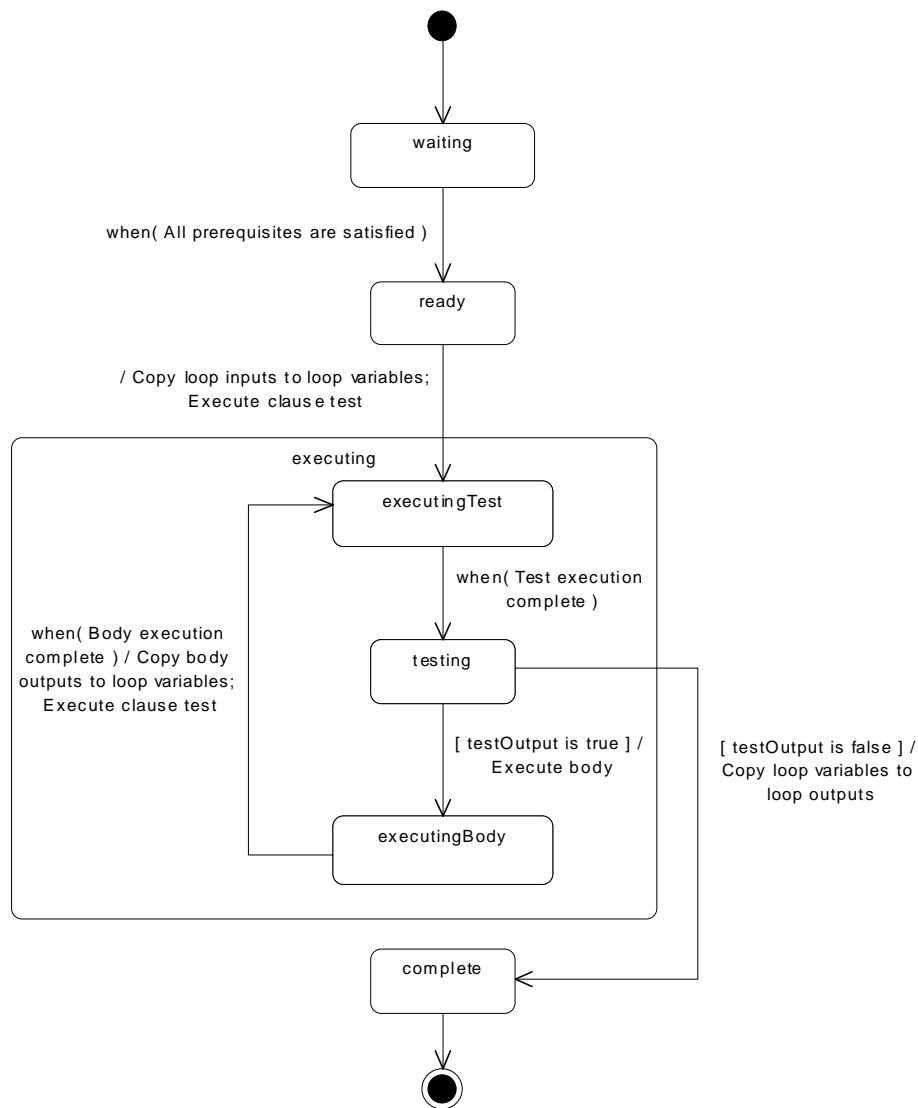 waiting
when( All prerequisites are satisfied )
ready
/ Copy loop inputs to loop variables;
Execute clause test
executing
executingTest
when( Test execution
complete )
when( Body execution
complete ) / Copy body
outputs to loop variables;
Execute clause test
testing
[ testOutput is true ] /
Execute body
[ testOutput is false ] /
Copy loop variables to
loop outputs
executingBody
complete